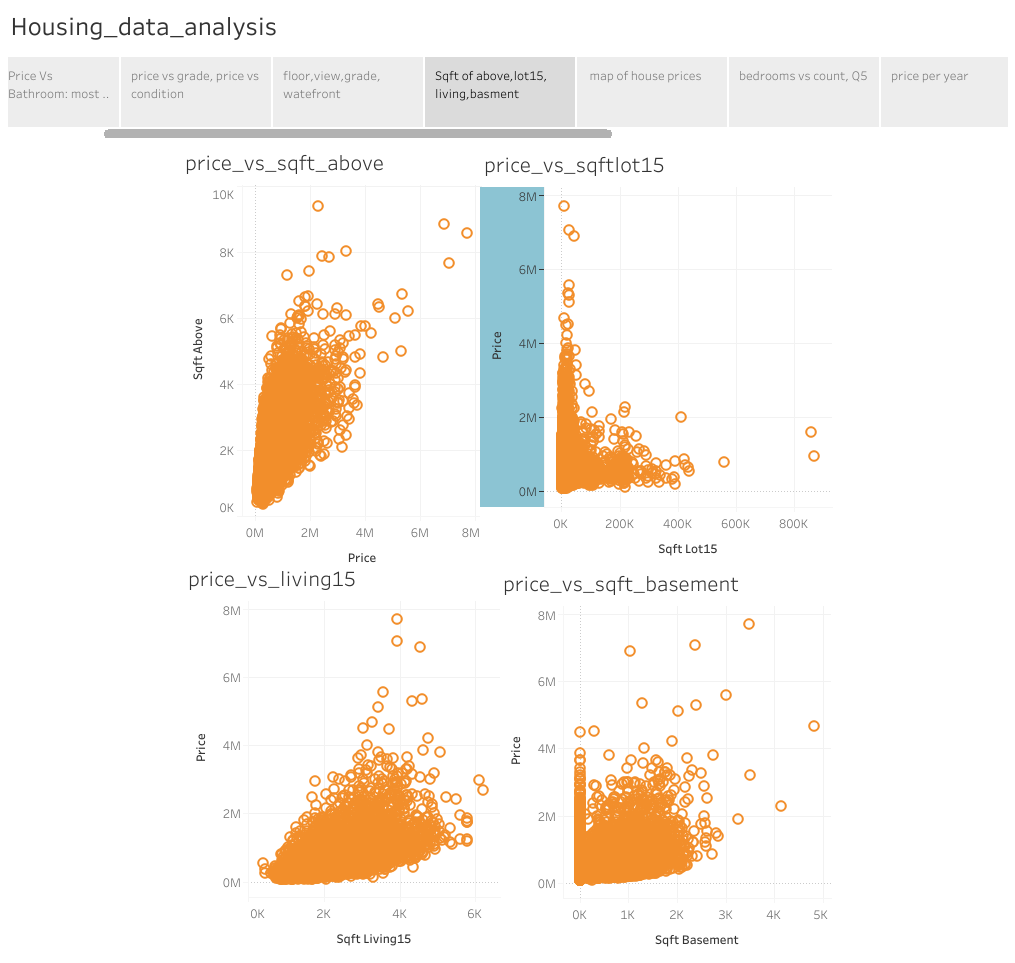 Housing_data_analysis
Price Vs
Bathroom: most ..
price vs grade, price vs
condition
floor,view,grade,
watefront
Sqft of above,lot15,
living,basment
map of house prices
bedrooms vs count, Q5
price per year
price_vs_sqft_above
10K
8K
6K
4K
2K
0K
Sqft Above
0M
2M
4M
6M
8M
Price
price_vs_sqftlot15
8M
6M
4M
2M
0M
Price
0K
200K
400K
600K
800K
Sqft Lot15
price_vs_living15
8M
6M
4M
2M
0M
Price
0K
2K
4K
6K
Sqft Living15
price_vs_sqft_basement
8M
6M
4M
2M
0M
Price
0K
1K
2K
3K
4K
5K
Sqft Basement